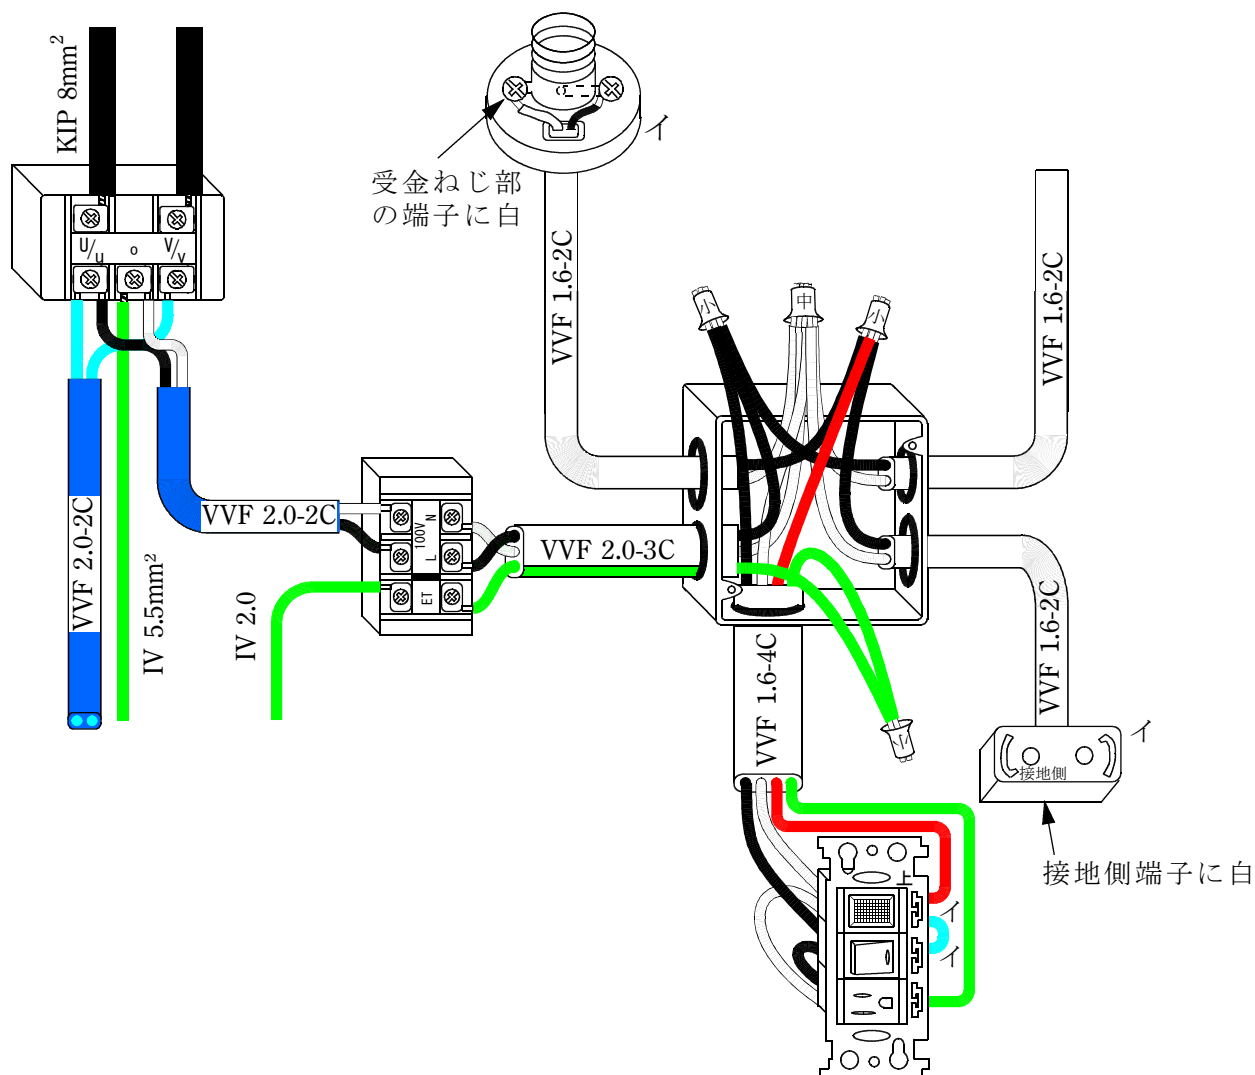 KIP 8mm²
U/u
o
V/v
受金ねじ部
の端子に白
イ
VVF 1.6-2C
VVF 1.6-2C
小
中
小
VVF 2.0-2C
100V
N
L
ET
VVF 2.0-3C
VVF 2.0-2C
IV 5.5mm²
IV 2.0
VVF 1.6-4C
VVF 1.6-2C
小
イ
接地側
接地側端子に白
上
イ
イ